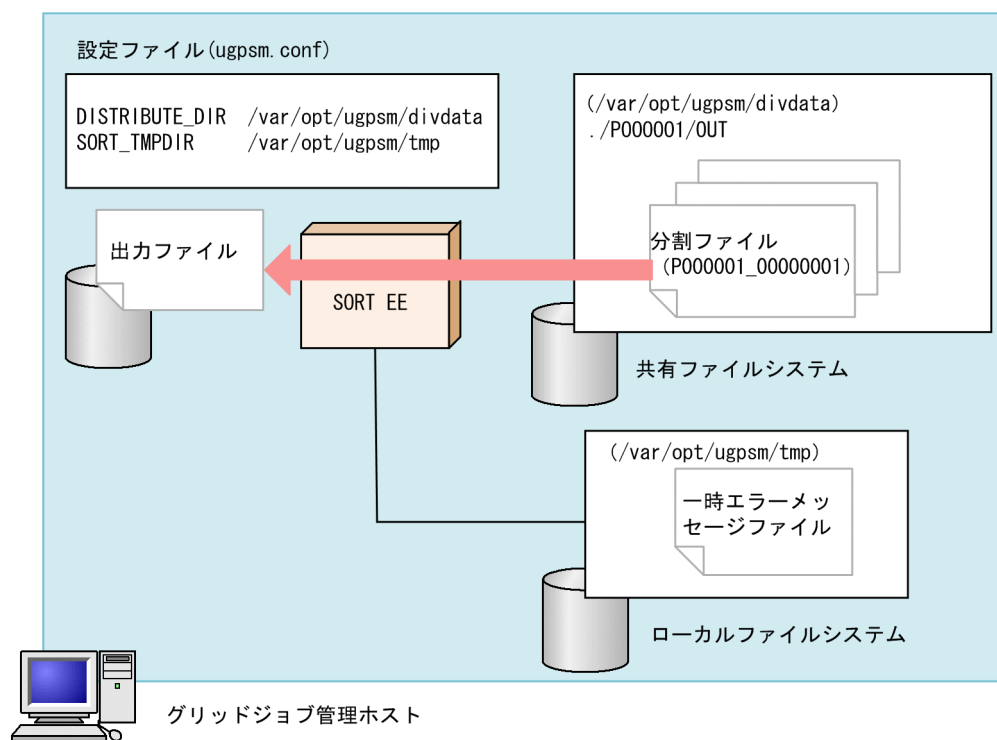 設定ファイル(ugpsm.conf)
DISTRIBUTE_DIR /var/opt/ugpsm/divdata
SORT_TMPDIR /var/opt/ugpsm/tmp
(/var/opt/ugpsm/divdata)
./P000001/OUT
出力ファイル
SORT EE
分割ファイル
(P000001_00000001)
共有ファイルシステム
(/var/opt/ugpsm/tmp)
一時エラーメッ
セージファイル
ローカルファイルシステム
グリッドジョブ管理ホスト